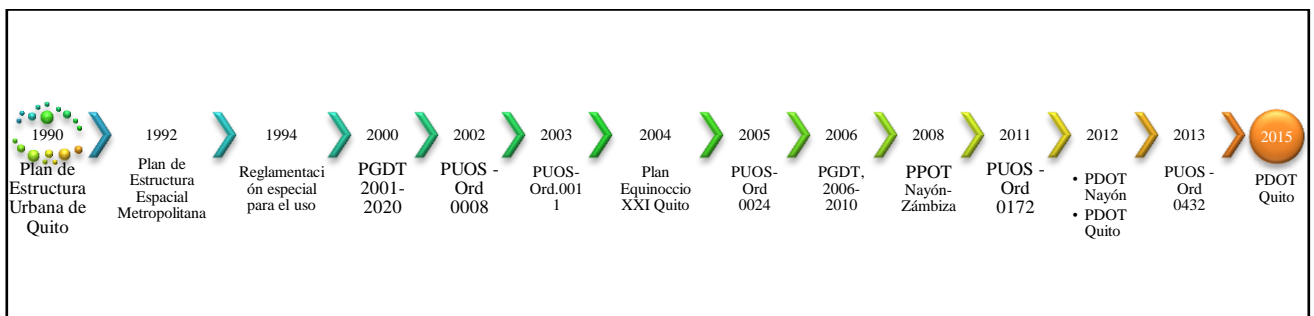 1990
Plan de
Estructura
Urbana de
Quito
1992
Plan de
Estructura
Espacial
Metropolitana
1994
Reglamentaci
ón especial
para el uso
2000
PGDT
2001-
2020
2002
PUOS -
Ord
0008
2003
PUOS-
Ord.001
1
2004
Plan
Equinoccio
XXI Quito
2005
PUOS-
Ord
0024
2006
PGDT,
2006-
2010
2008
PPOT
Nayón-
Zámbiza
2011
PUOS -
Ord
0172
2012
• PDOT
Nayón
• PDOT
Quito
2013
PUOS -
Ord
0432
2015
PDOT
Quito